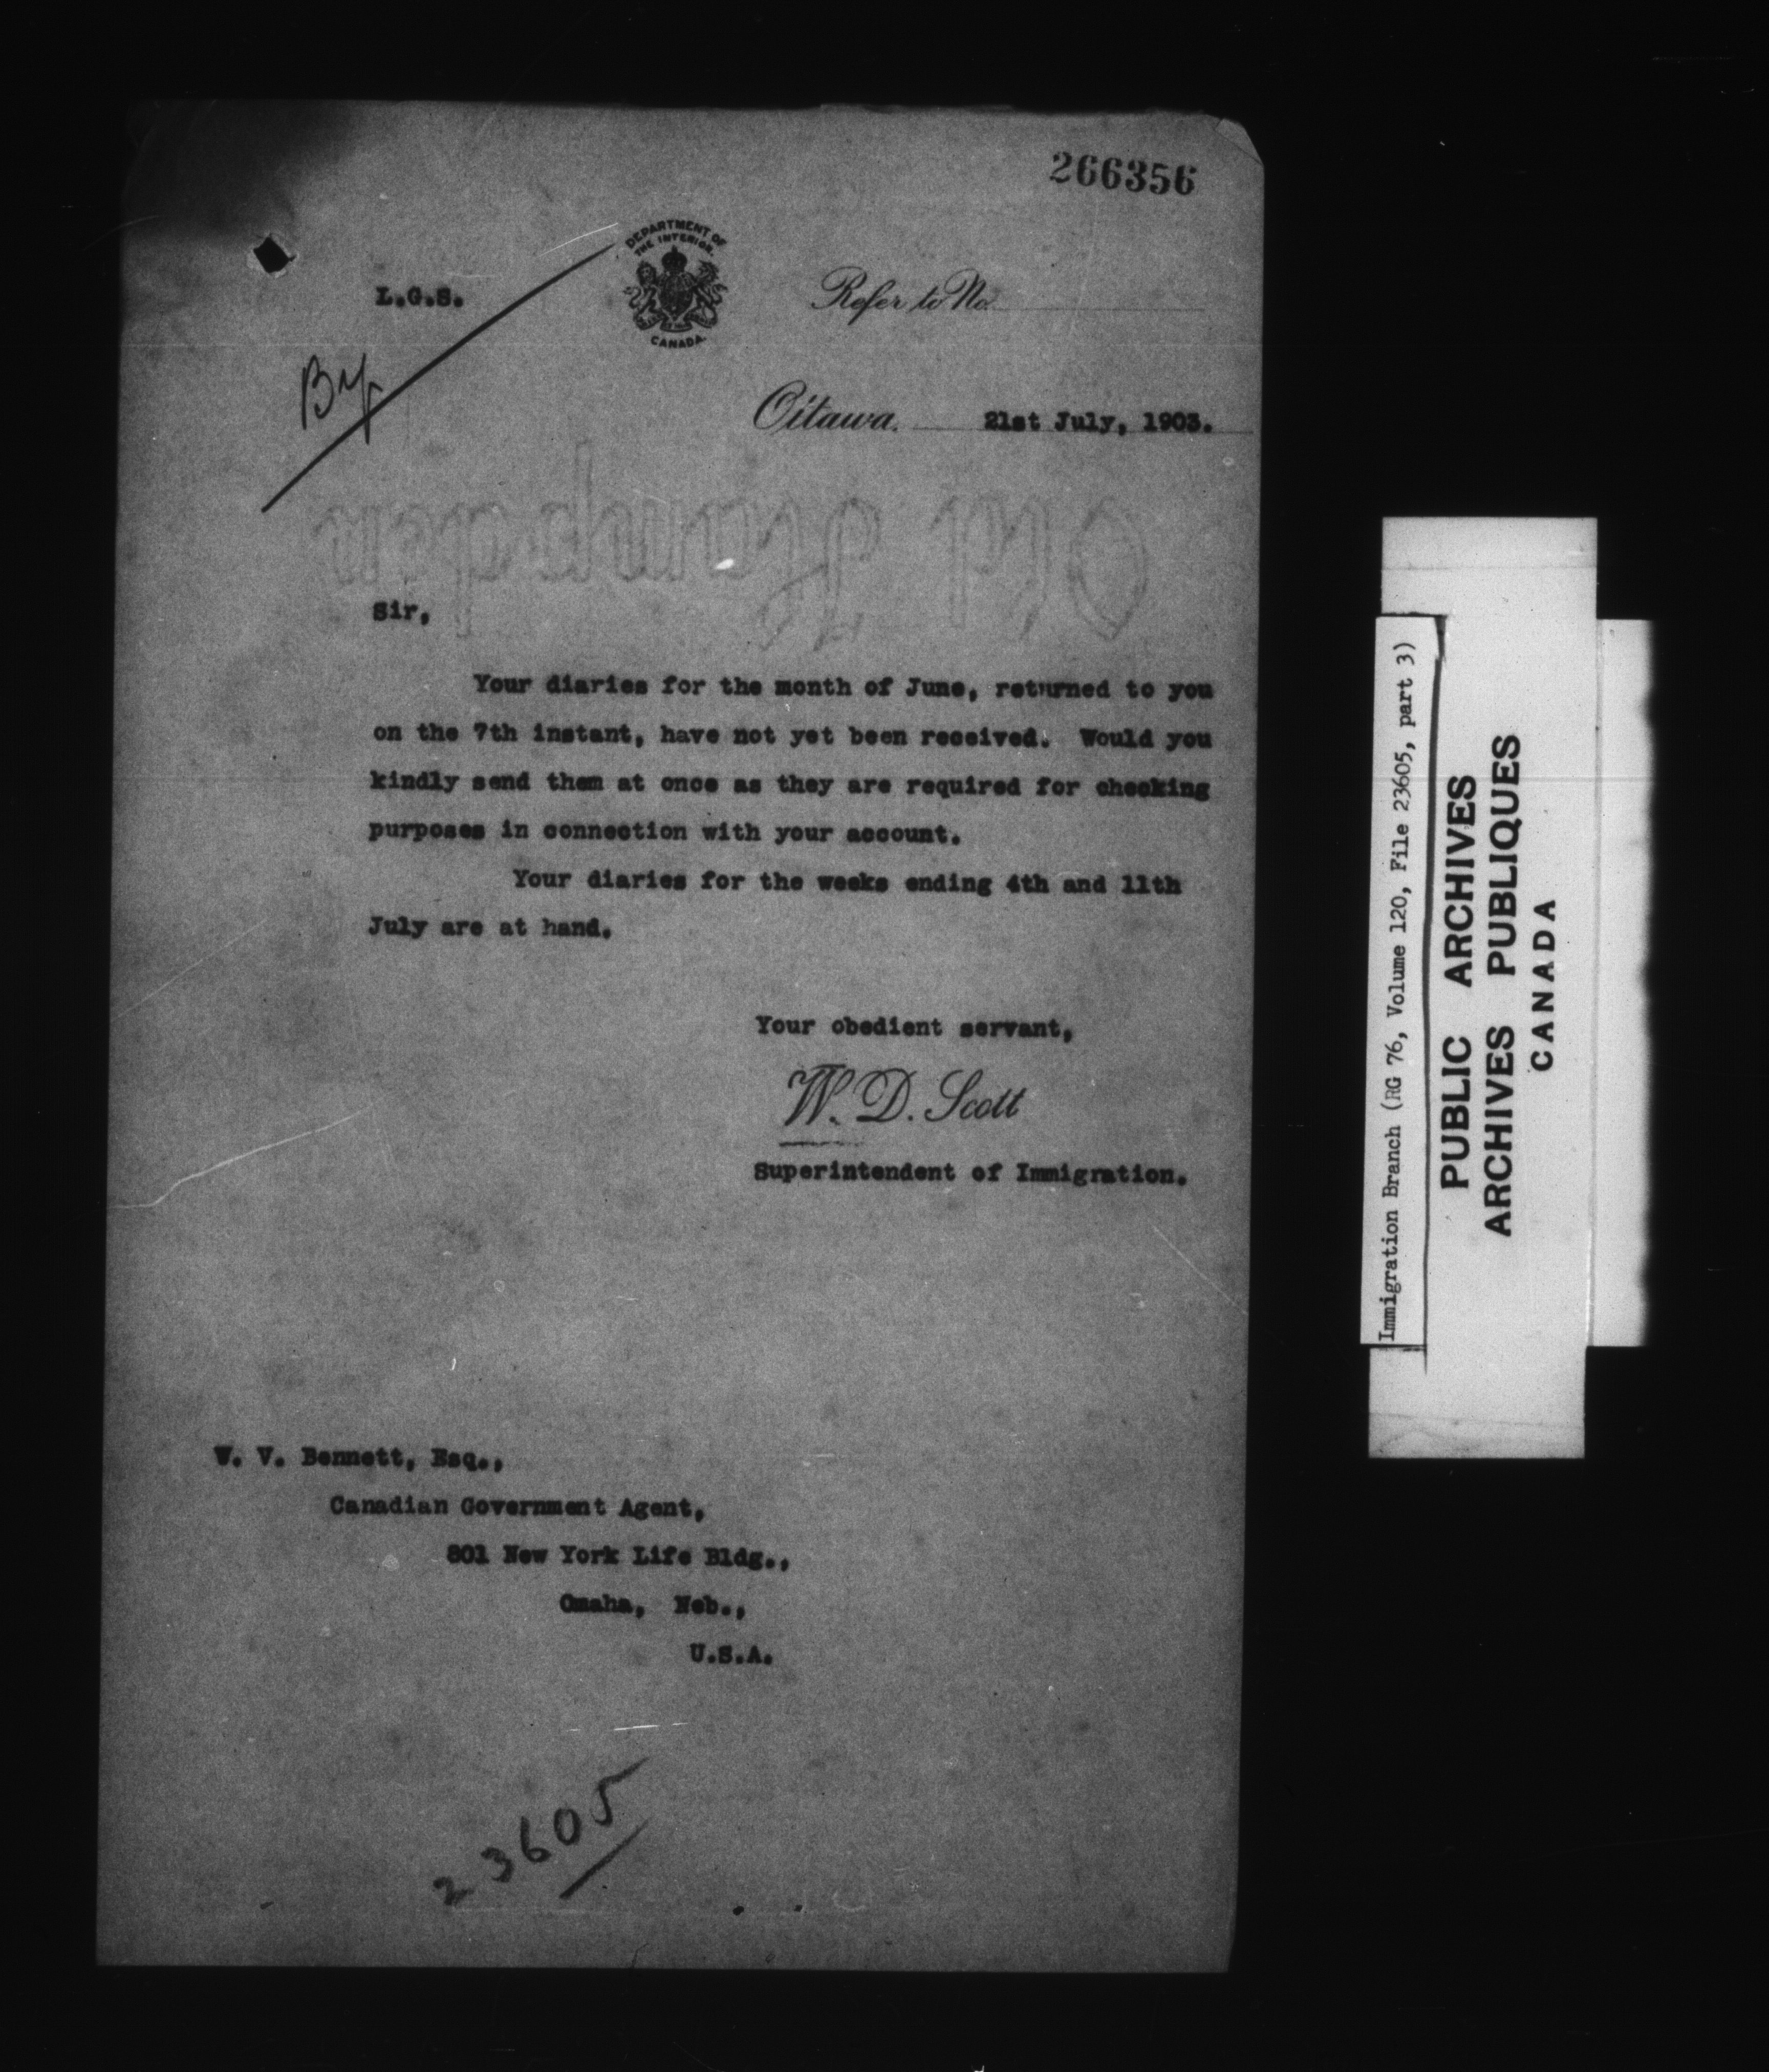 266356
DEPARTMENT OF
THE INTERIOR.
CANADA.
L.G.S.
Refer to No.
By
Ottawa. 21st July, 1903.
Old Hampden
Sir,
Your diaries for the month of June, returned to you
on the 7th instant, have not yet been received. Would you
kindly send them at once as they are required for checking
purposes in connection with your account.
Your diaries for the weeks ending 4th and 11th
July are at hand.
Your obedient servant,
W. D. Scott
Superintendent of Immigration.
W. V. Bennett, Esq.,
Canadian Government Agent,
801 New York Life Bldg.,
Omaha, Neb.,
U.S.A.
23605
Immigration Branch (RG 76, Volume 120, File 23605, part 3)
PUBLIC ARCHIVES
ARCHIVES PUBLIQUES
CANADA